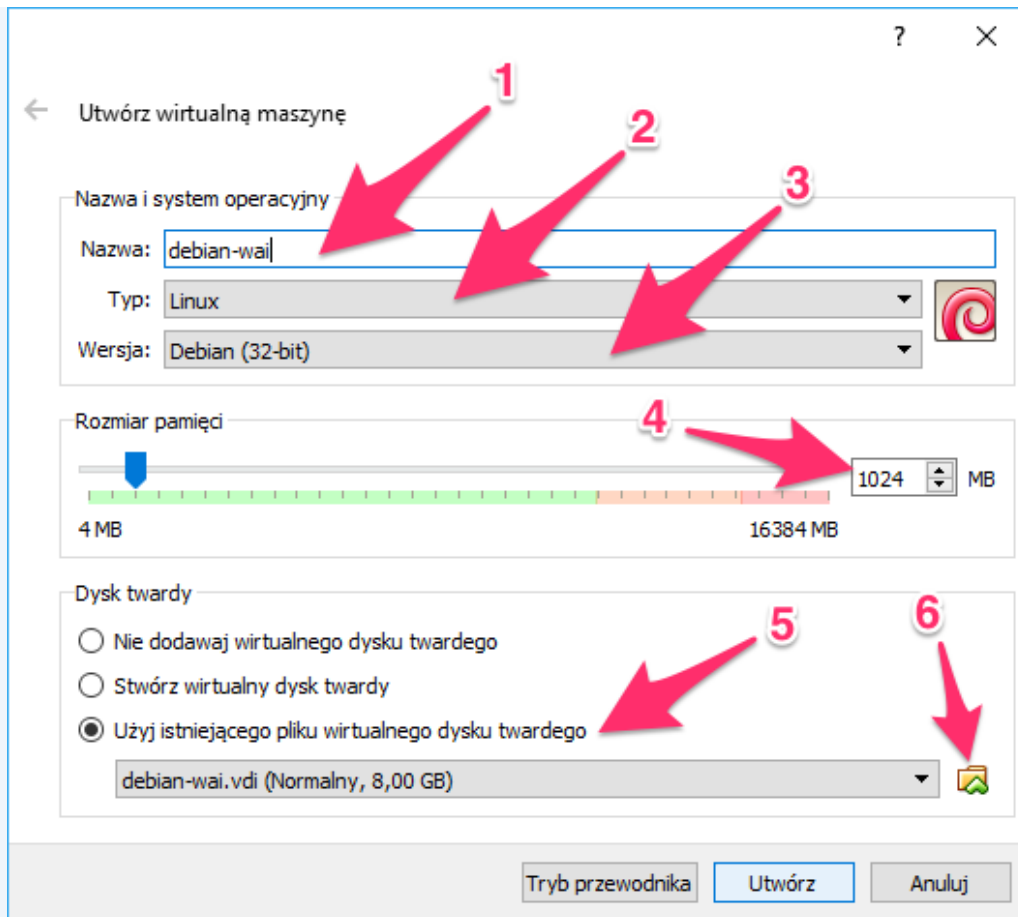 ?
1
Utwórz wirtualną maszynę
2
3
Nazwa i system operacyjny
Nazwa: debian-wai
Typ: Linux
Wersja: Debian (32-bit)
Rozmiar pamięci
4
1024 MB
4 MB 16384 MB
Dysk twardy
5
6
Nie dodawaj wirtualnego dysku twardego
Stwórz wirtualny dysk twardy
Użyj istniejącego pliku wirtualnego dysku twardego
debian-wai.vdi (Normalny, 8,00 GB)
Tryb przewodnika Utwórz Anuluj